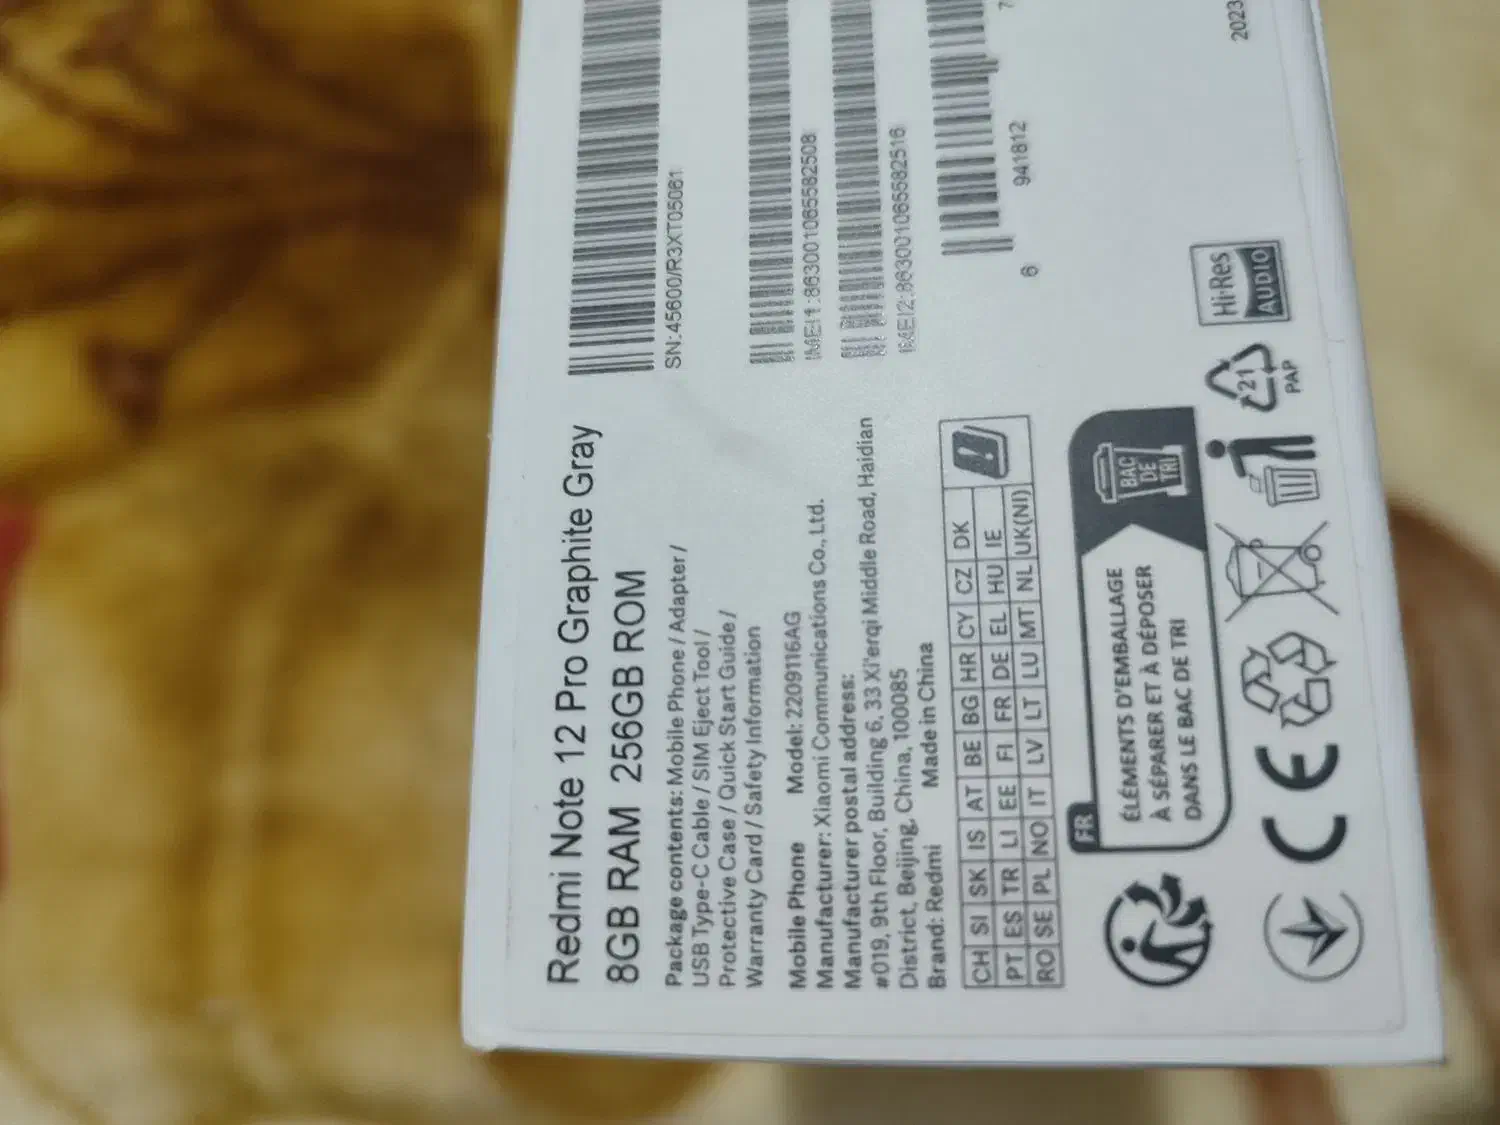 Redmi Note 12 Pro Graphite Gray
8GB RAM 256GB ROM
Package contents: Mobile Phone / Adapter /
USB Type-C Cable / SIM Eject Tool /
Protective Case / Quick Start Guide /
Warranty Card / Safety Information
Mobile Phone Model: 2209116AG
Manufacturer: Xiaomi Communications Co., Ltd.
Manufacturer postal address:
#019, 9th Floor, Building 6, 33 Xi'erqi Middle Road, Haidian
District, Beijing, China, 100085
Brand: Redmi Made in China
CH SI SK IS AT BE BG HR CY CZ DK
PT ES TR LI EE FI FR DE EL HU IE
RO SE PL NO IT LV LT LU MT NL UK(NI)
FR
ÉLÉMENTS D'EMBALLAGE
À SÉPARER ET À DÉPOSER
DANS LE BAC DE TRI
BAC
DE
TRI
CE
21
PAP
Hi-Res
AUDIO
SN:45600/R3XT05061
IMEI1:863001065582508
IMEI2:863001065582516
6 941812 7
2023